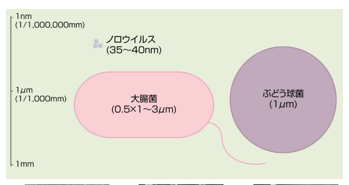 1nm
(1/1,000,000mm)
ノロウイルス
(35～40nm)
1μm
(1/1,000mm)
大腸菌
(0.5×1～3μm)
ぶどう球菌
(1μm)
1mm